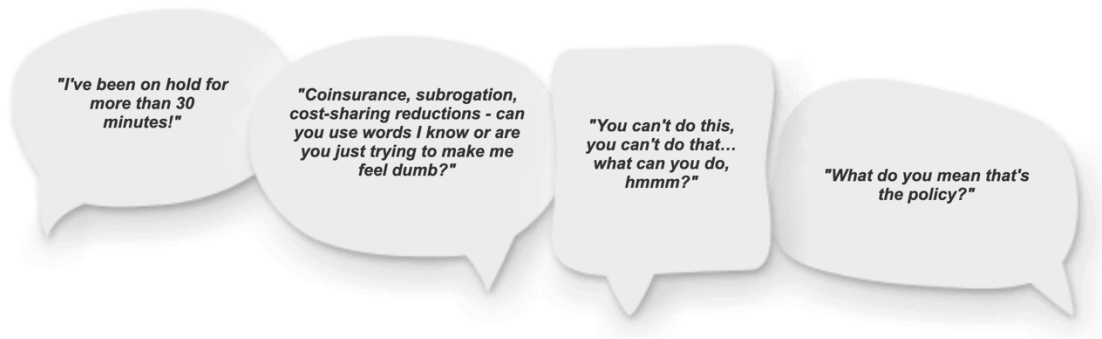 "I've been on hold for
more than 30
minutes!"
"Coinsurance, subrogation,
cost-sharing reductions - can
you use words I know or are
you just trying to make me
feel dumb?"
"You can't do this,
you can't do that…
what can you do,
hmmm?"
"What do you mean that's
the policy?"